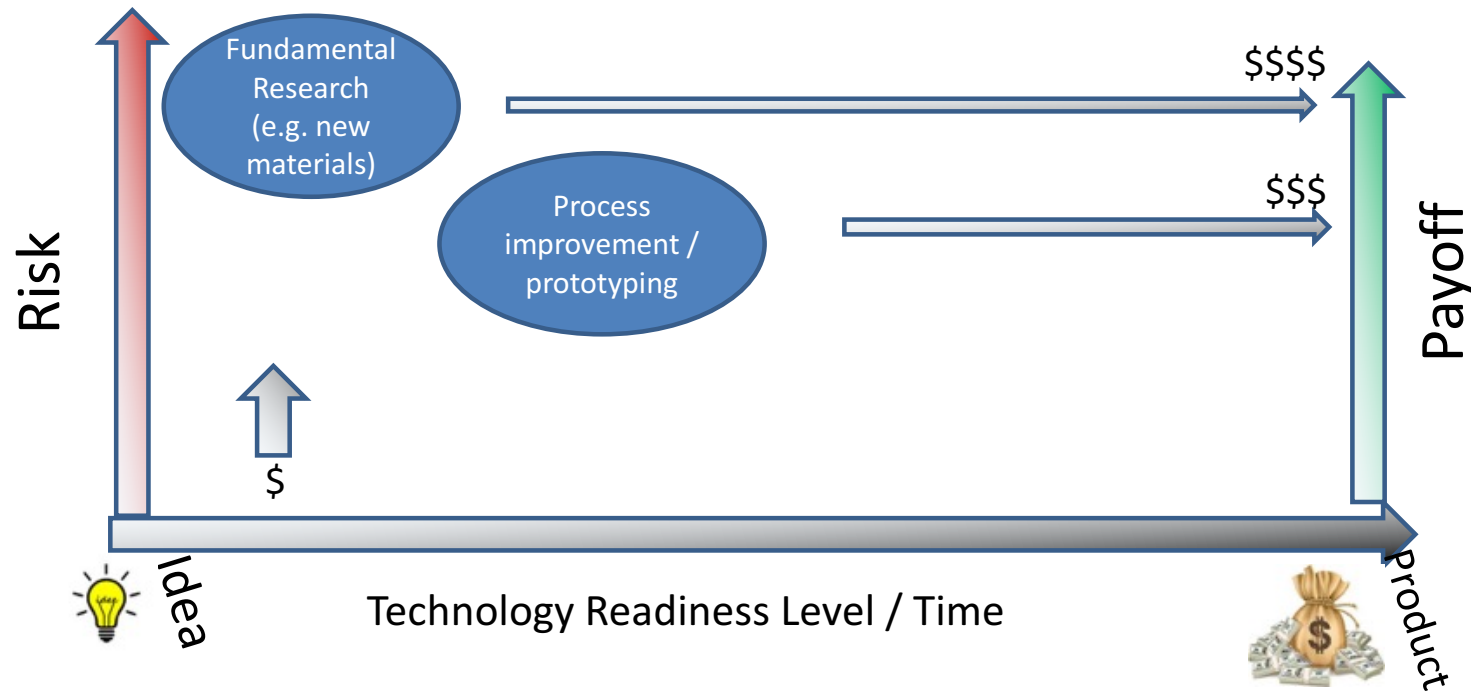 Fundamental
Research
(e.g. new
materials)
$$$$
Process
improvement /
prototyping
$$$
Risk
Payoff
$
Idea
Technology Readiness Level / Time
$
Product